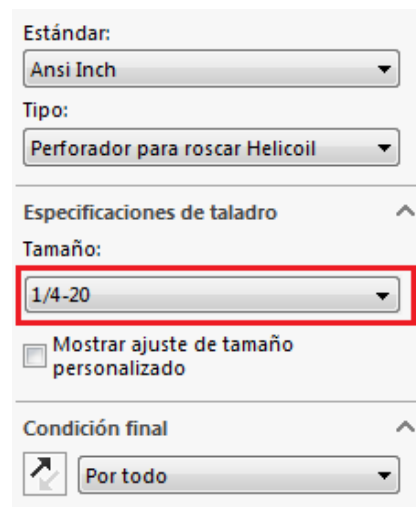 Estándar:
Ansi Inch
Tipo:
Perforador para roscar Helicoil
Especificaciones de taladro
Tamaño:
1/4-20
Mostrar ajuste de tamaño
personalizado
Condición final
Por todo